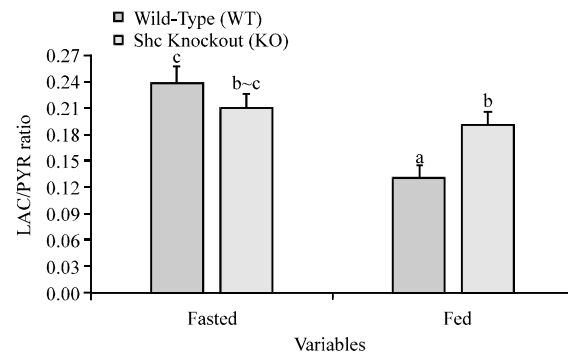 Wild-Type (WT)
Shc Knockout (KO)
LAC/PYR ratio
0.27
0.24
0.21
0.18
0.15
0.12
0.09
0.06
0.03
0.00
c
b~c
a
b
Fasted
Fed
Variables